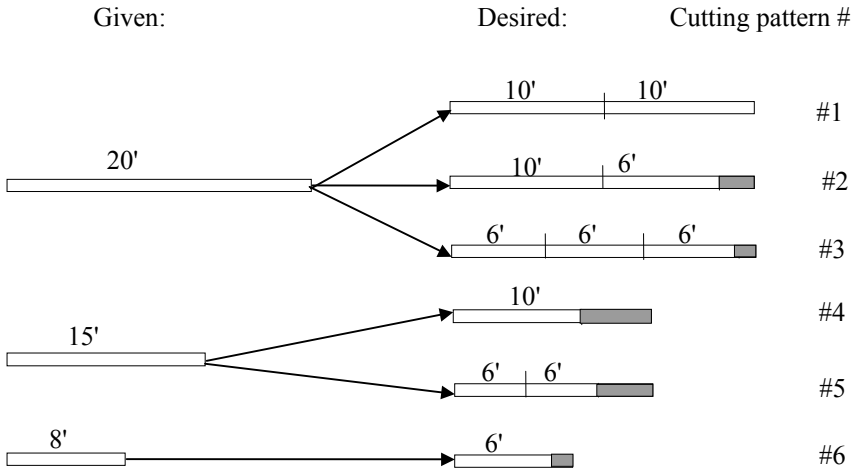 Given: Desired: Cutting pattern #
10' 10' #1
20'
10' 6' #2
6' 6' 6' #3
10' #4
15'
6' 6' #5
8' 6' #6